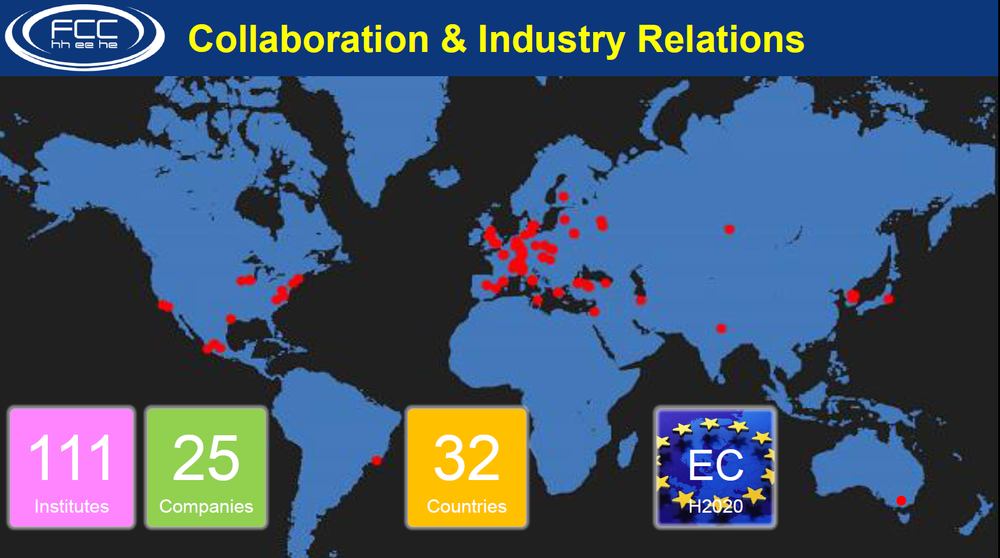 FCC
hh ee he
Collaboration & Industry Relations
111
Institutes
25
Companies
32
Countries
EC
H2020